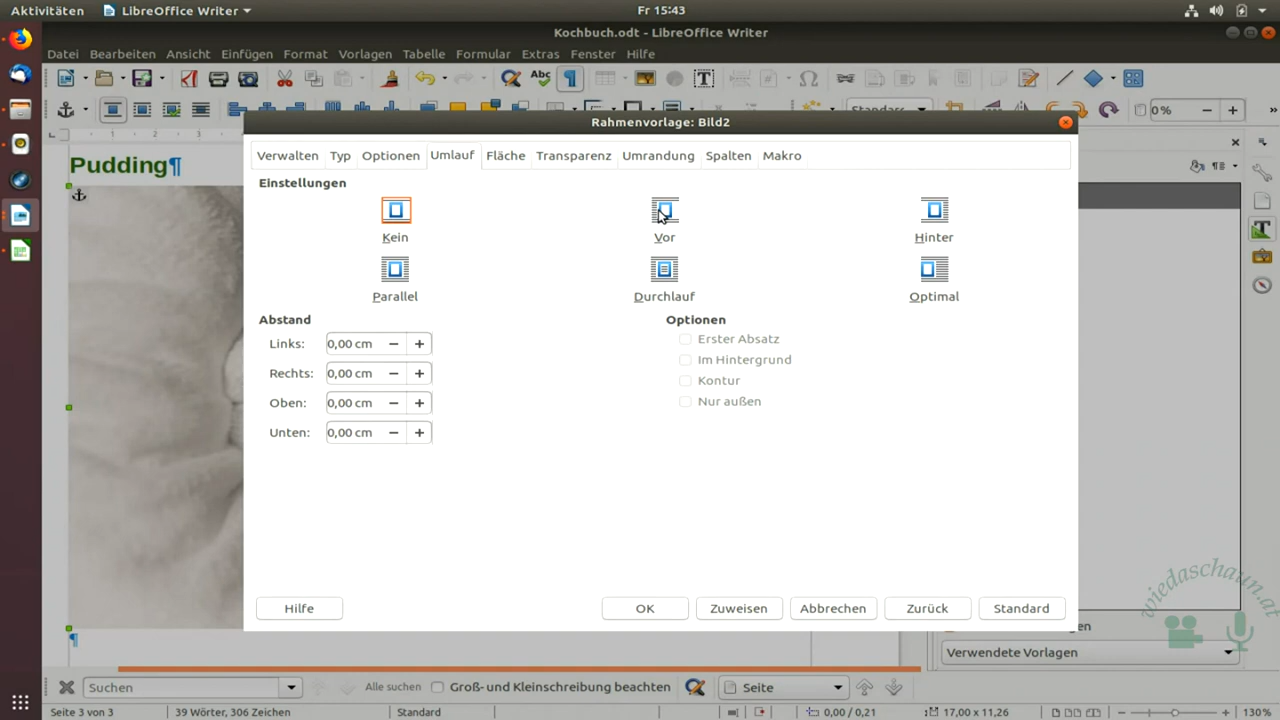 Aktivitäten LibreOffice Writer Fr 15:43
Kochbuch.odt - LibreOffice Writer
Datei Bearbeiten Ansicht Einfügen Format Vorlagen Tabelle Formular Extras Fenster Hilfe
Abc
0%
Rahmenvorlage: Bild2
1 2 3
Verwalten Typ Optionen Umlauf Fläche Transparenz Umrandung Spalten Makro
Pudding¶
Einstellungen
Kein Vor Hinter
Parallel Durchlauf Optimal
Abstand
Links: 0,00 cm − +
Rechts: 0,00 cm − +
Oben: 0,00 cm − +
Unten: 0,00 cm − +
Optionen
Erster Absatz
Im Hintergrund
Kontur
Nur außen
Hilfe OK Zuweisen Abbrechen Zurück Standard
wiedaschaun.at
¶
Verwendete Vorlagen
Suchen Alle suchen Groß- und Kleinschreibung beachten Seite
Seite 3 von 3 39 Wörter, 306 Zeichen Standard 0,00 / 0,21 17,00 x 11,26 130%